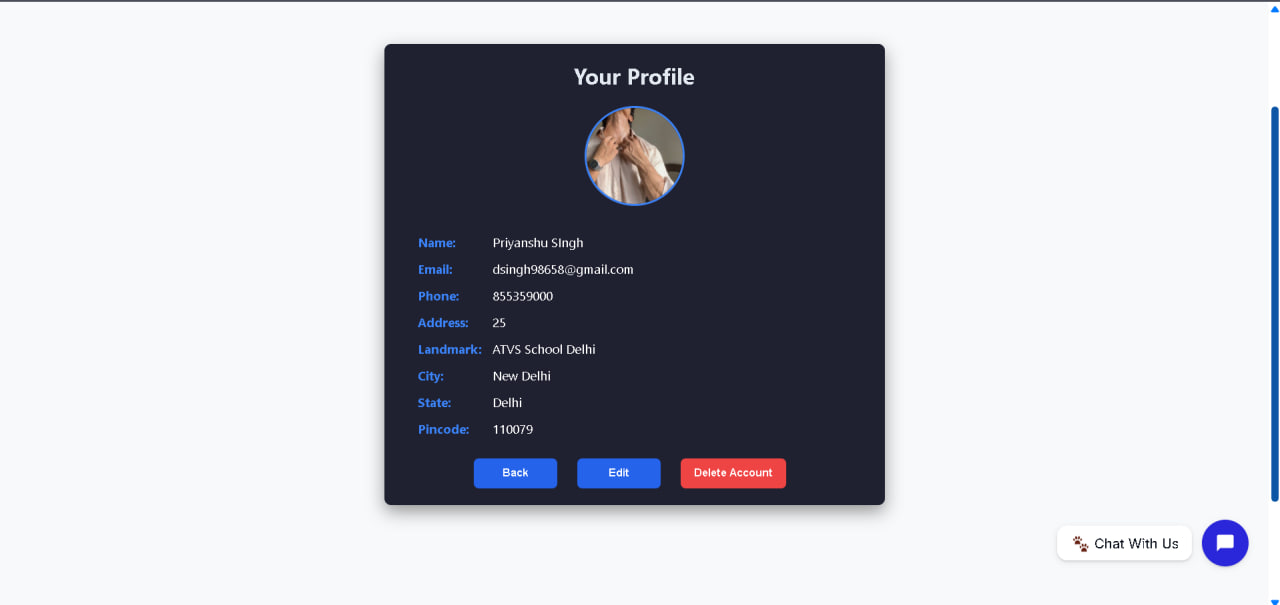 Your Profile
Name: Priyanshu SIngh
Email: dsingh98658@gmail.com
Phone: 855359000
Address: 25
Landmark: ATVS School Delhi
City: New Delhi
State: Delhi
Pincode: 110079
Back Edit Delete Account
🐾 Chat With Us